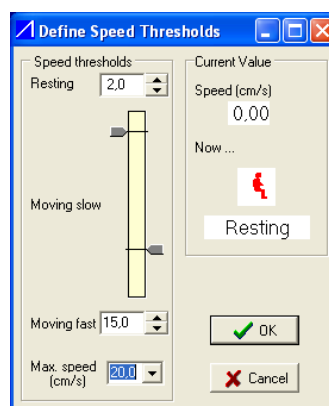 Define Speed Thresholds
Speed thresholds
Resting 2,0
Moving slow
Moving fast 15,0
Max. speed
(cm/s) 20,0
Current Value
Speed (cm/s)
0,00
Now ...
Resting
OK
Cancel